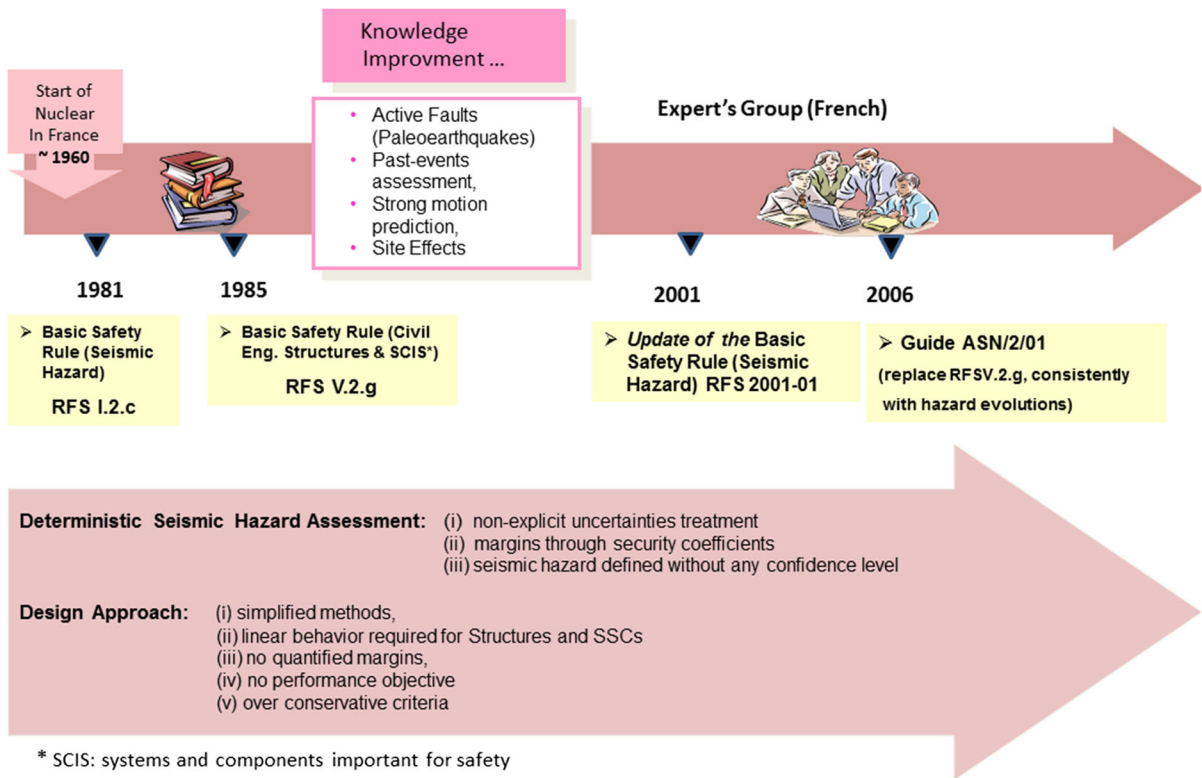 Knowledge
Improvment ...
Start of
Nuclear
In France
~ 1960
• Active Faults
(Paleoearthquakes)
• Past-events
assessment,
• Strong motion
prediction,
• Site Effects
Expert's Group (French)
1981
➢ Basic Safety
Rule (Seismic
Hazard)
RFS I.2.c
1985
➢ Basic Safety Rule (Civil
Eng. Structures & SCIS*)
RFS V.2.g
2001
➢ Update of the Basic
Safety Rule (Seismic
Hazard) RFS 2001-01
2006
➢ Guide ASN/2/01
(replace RFSV.2.g, consistently
with hazard evolutions)
Deterministic Seismic Hazard Assessment: (i) non-explicit uncertainties treatment
(ii) margins through security coefficients
(iii) seismic hazard defined without any confidence level
Design Approach: (i) simplified methods,
(ii) linear behavior required for Structures and SSCs
(iii) no quantified margins,
(iv) no performance objective
(v) over conservative criteria
* SCIS: systems and components important for safety